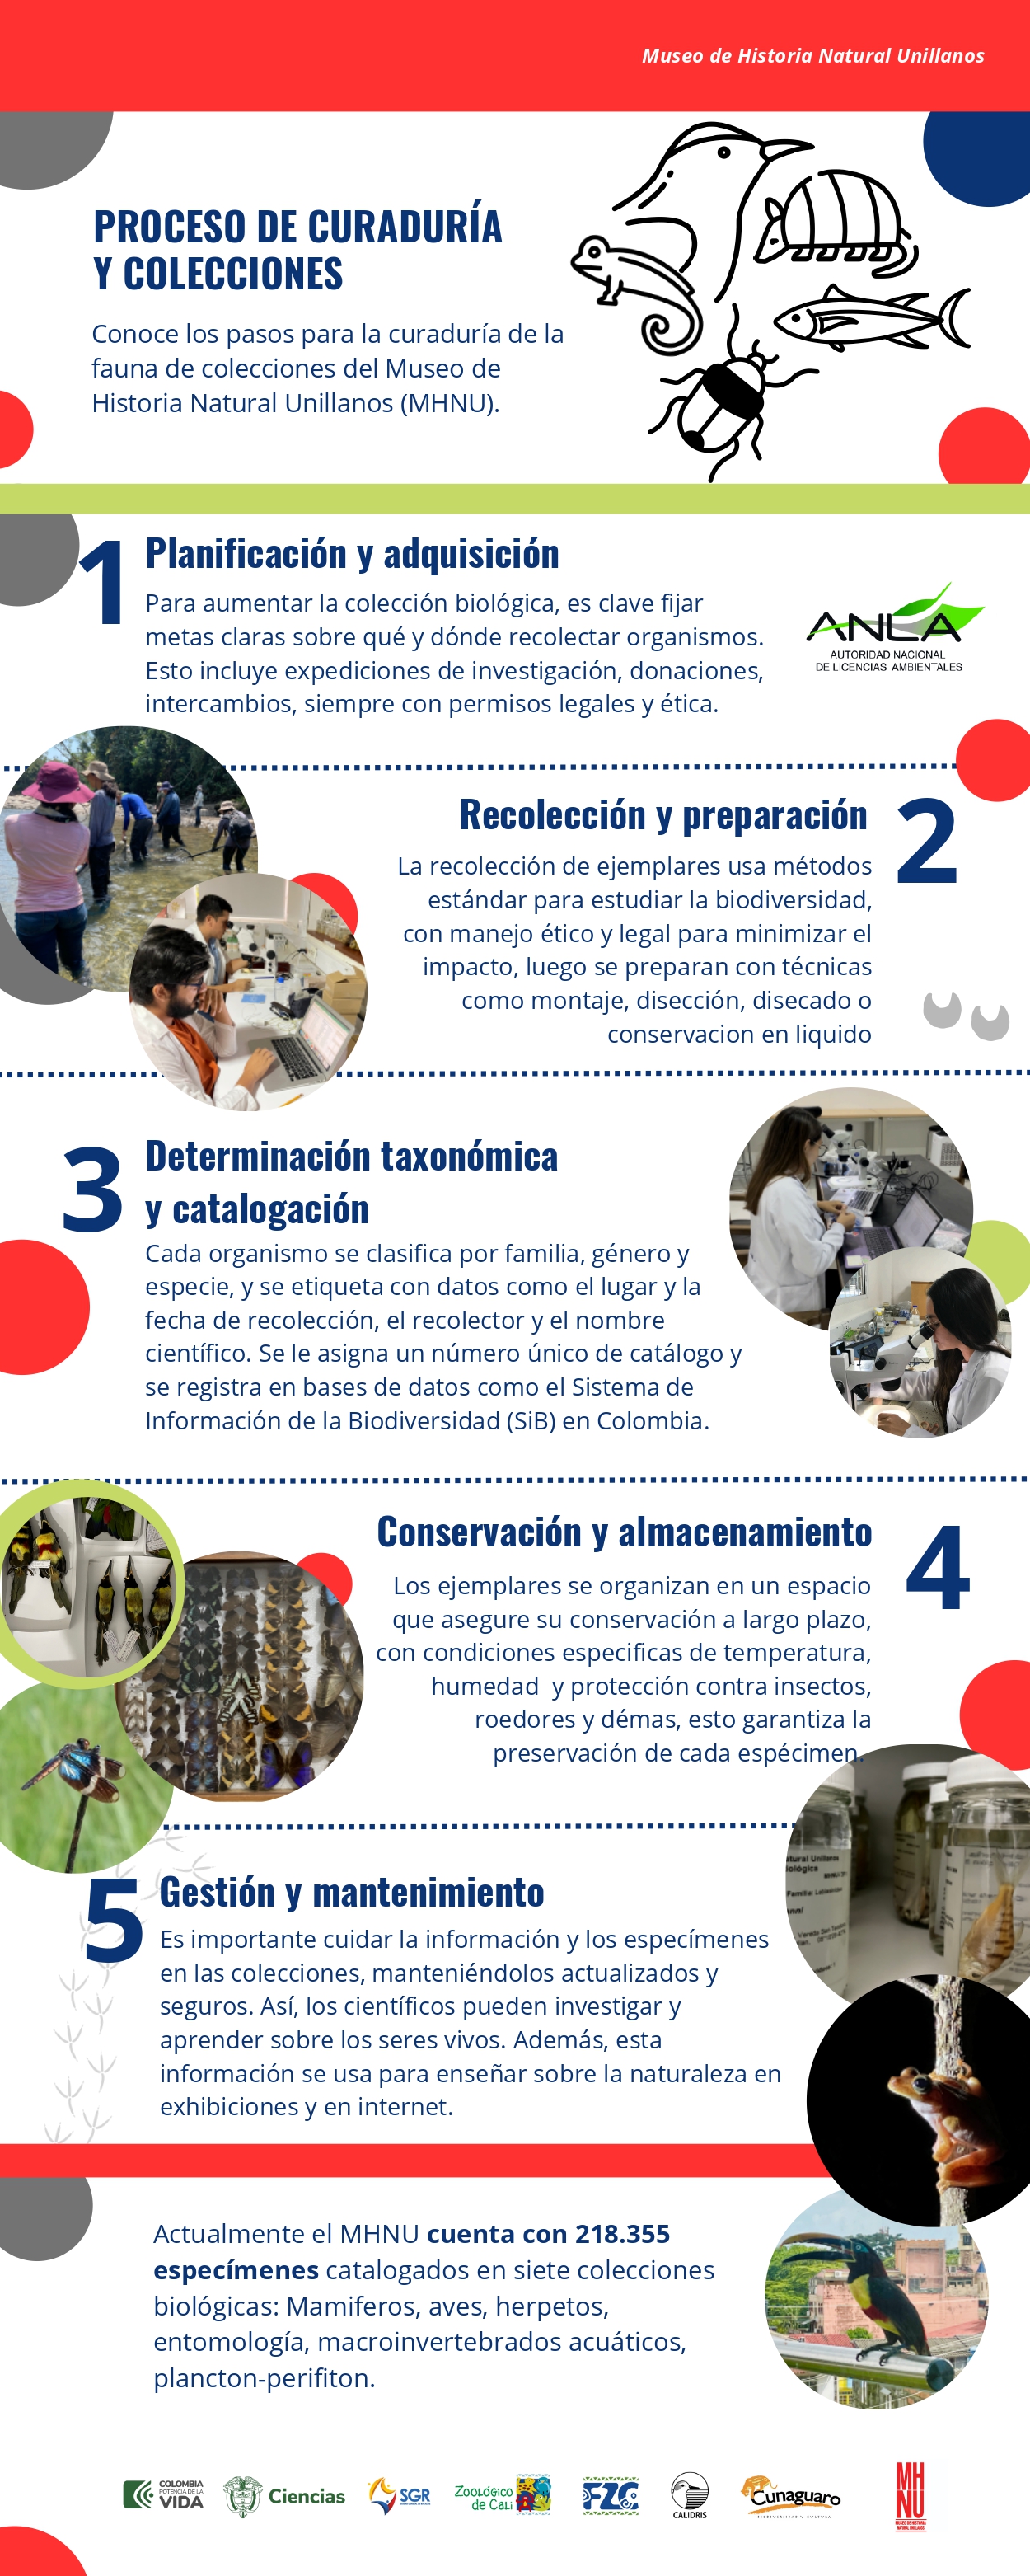 Museo de Historia Natural Unillanos
PROCESO DE CURADURÍA
Y COLECCIONES
Conoce los pasos para la curaduría de la
fauna de colecciones del Museo de
Historia Natural Unillanos (MHNU).
1
Planificación y adquisición
Para aumentar la colección biológica, es clave fijar
metas claras sobre qué y dónde recolectar organismos.
Esto incluye expediciones de investigación, donaciones,
intercambios, siempre con permisos legales y ética.
ANLA
AUTORIDAD NACIONAL
DE LICENCIAS AMBIENTALES
Recolección y preparación
2
La recolección de ejemplares usa métodos
estándar para estudiar la biodiversidad,
con manejo ético y legal para minimizar el
impacto, luego se preparan con técnicas
como montaje, disección, disecado o
conservacion en liquido
3
Determinación taxonómica
y catalogación
Cada organismo se clasifica por familia, género y
especie, y se etiqueta con datos como el lugar y la
fecha de recolección, el recolector y el nombre
científico. Se le asigna un número único de catálogo y
se registra en bases de datos como el Sistema de
Información de la Biodiversidad (SiB) en Colombia.
Conservación y almacenamiento
4
Los ejemplares se organizan en un espacio
que asegure su conservación a largo plazo,
con condiciones especificas de temperatura,
humedad  y protección contra insectos,
roedores y démas, esto garantiza la
preservación de cada espécimen.
5
Gestión y mantenimiento
Es importante cuidar la información y los especímenes
en las colecciones, manteniéndolos actualizados y
seguros. Así, los científicos pueden investigar y
aprender sobre los seres vivos. Además, esta
información se usa para enseñar sobre la naturaleza en
exhibiciones y en internet.
Actualmente el MHNU cuenta con 218.355
especímenes catalogados en siete colecciones
biológicas: Mamiferos, aves, herpetos,
entomología, macroinvertebrados acuáticos,
plancton-perifiton.
COLOMBIA
POTENCIA DE LA
VIDA
Ciencias
SGR
ZOOLÓGICO
de CALI
FZC
CALIDRIS
Cunaguaro
BIODIVERSIDAD Y CULTURA
MH
NU
MUSEO DE HISTORIA
NATURAL UNILLANOS